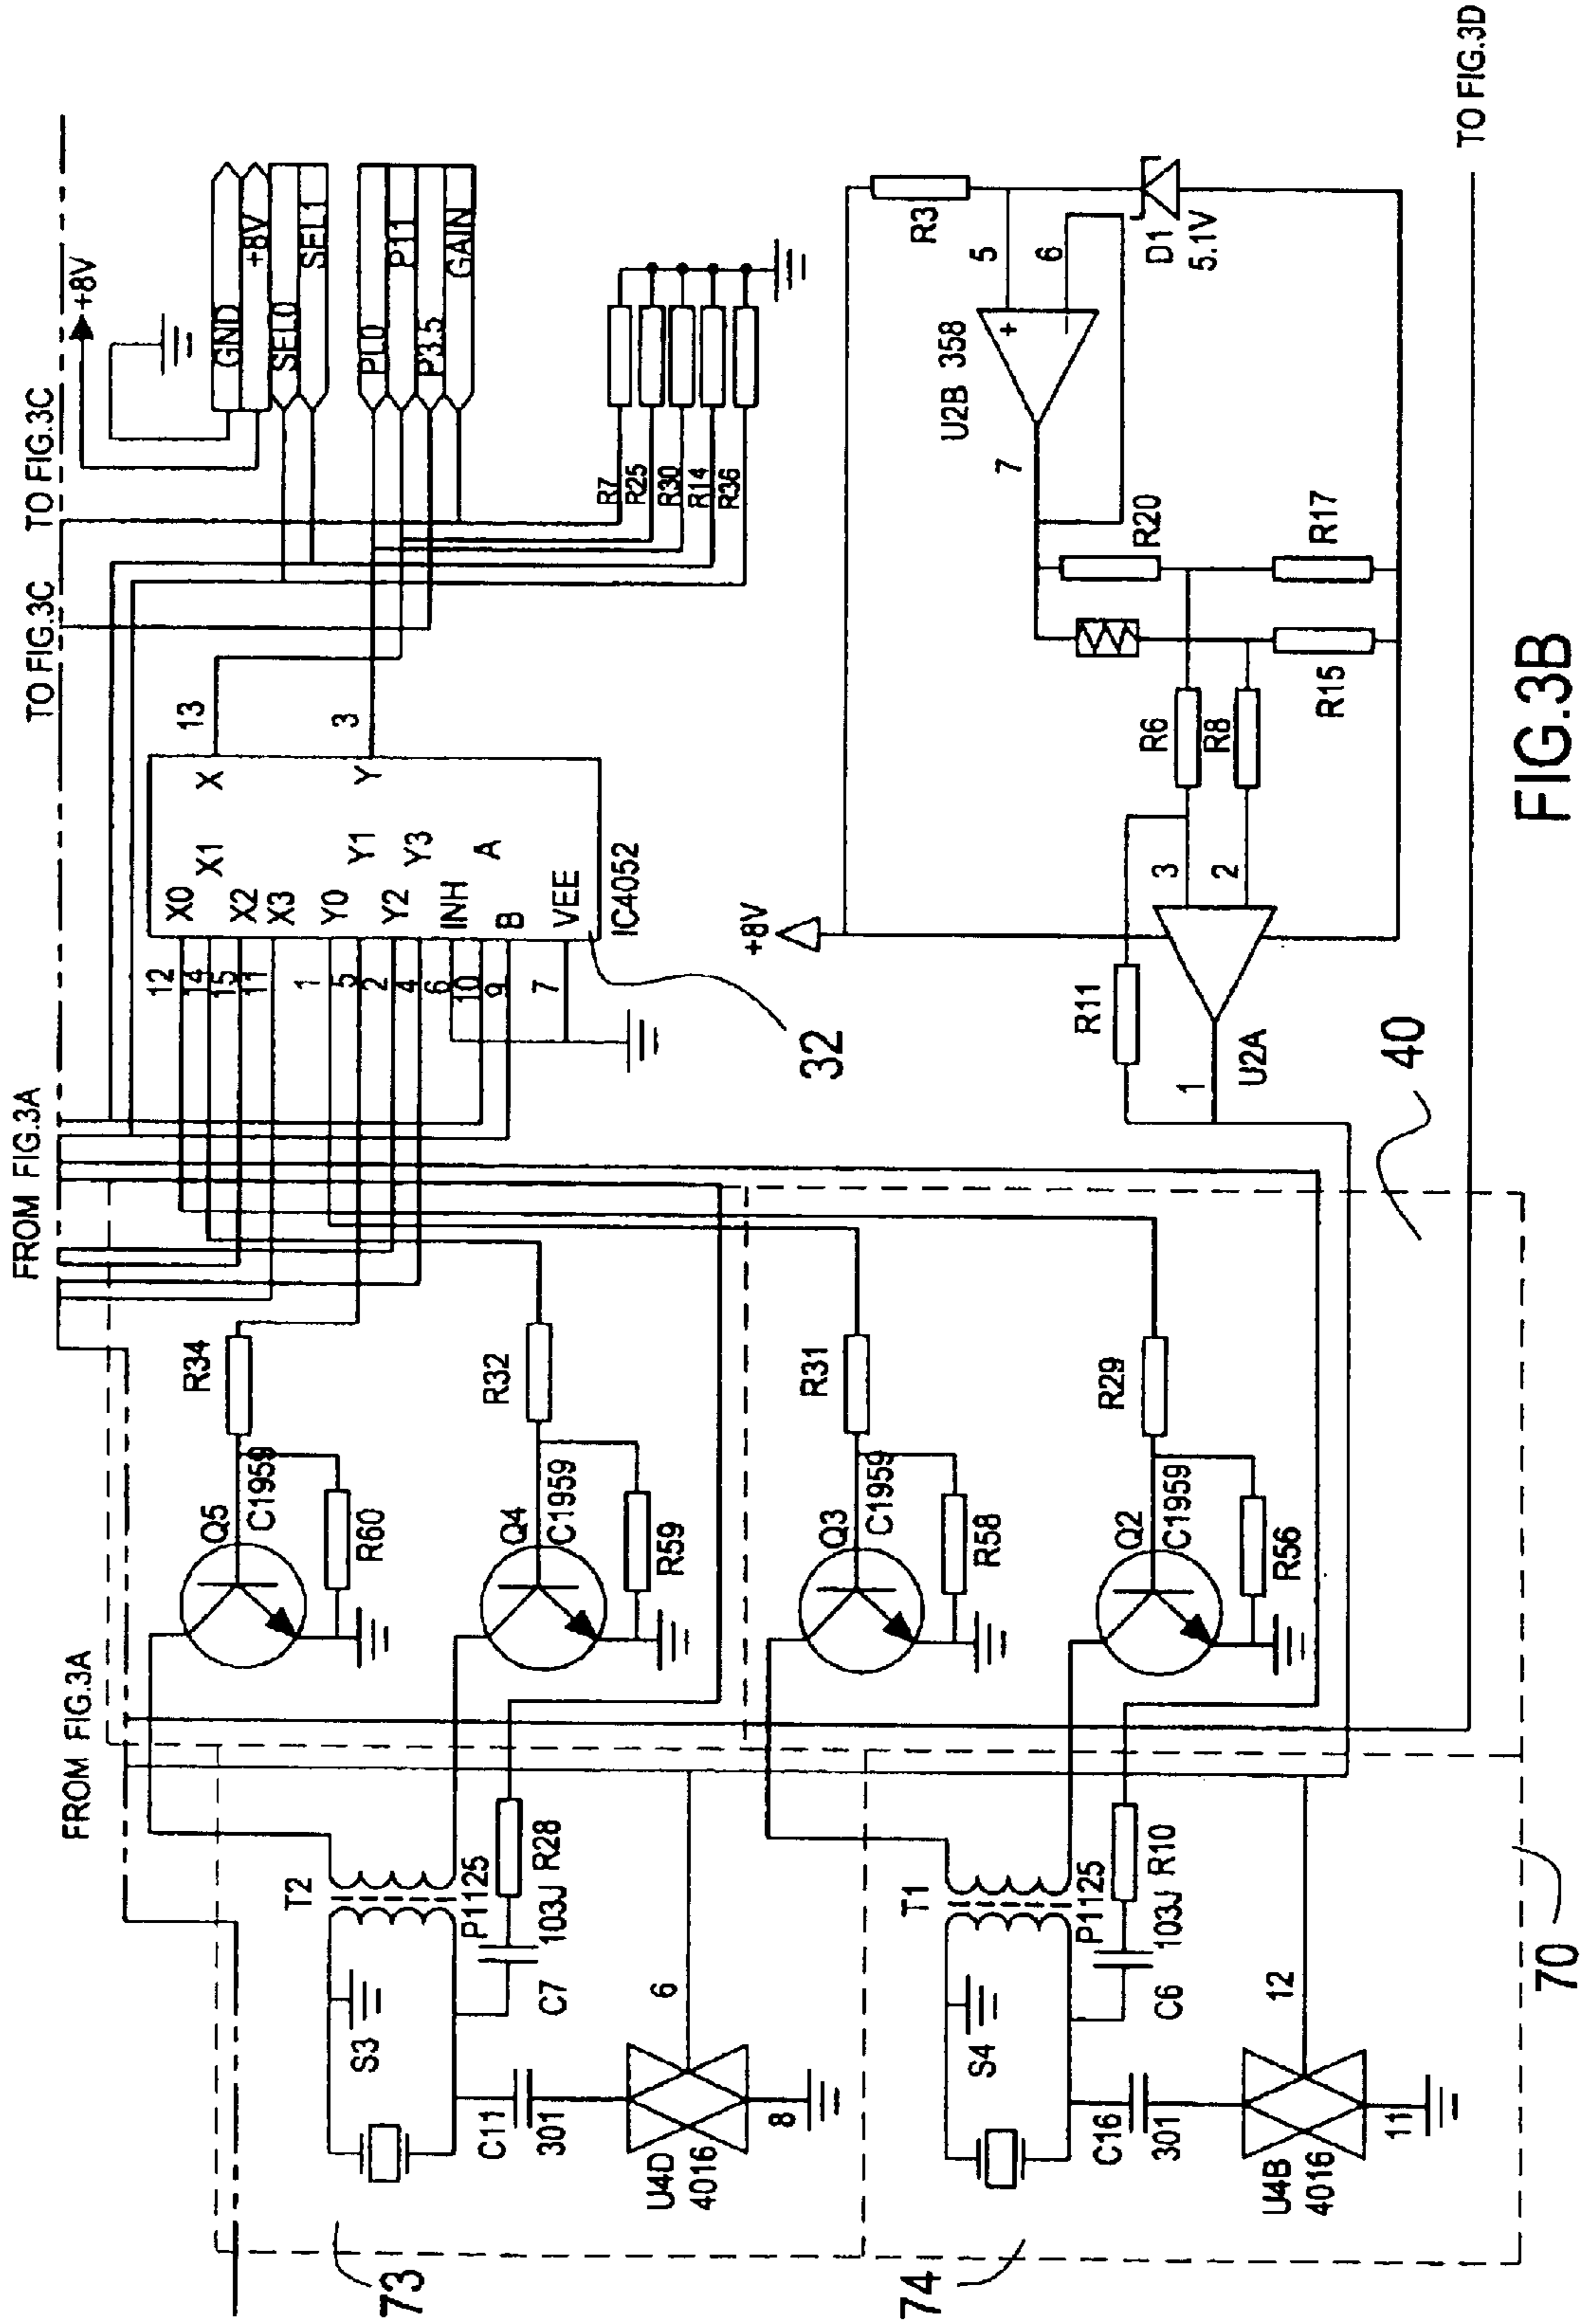 FROM FIG.3A
TO FIG.3C
TO FIG.3C
FROM FIG.3A
+8V
GND
+8V
SEL0
SEL1
PL0
P11
P3.5
GAIN
R7
R25
R30
R14
R36
12
14
15
11
1
5
2
4
6
10
9
7
X0
X1
X2
X3
Y0
Y1
Y2
Y3
INH
A
B
VEE
X
Y
13
3
IC4052
32
R34
Q5
C1959
R60
R32
Q4
C1959
R59
R31
Q3
C1959
R58
R29
Q2
C1959
R56
T2
P1125
R28
103J
C7
S3
C11
301
6
U4D
4016
8
73
T1
P1125
R10
103J
C6
S4
C16
301
12
U4B
4016
11
74
70
40
+8V
R11
3
2
1
U2A
R6
R8
R15
R17
R20
7
U2B 358
+
−
5
6
R3
D1
5.1V
TO FIG.3D
FIG.3B